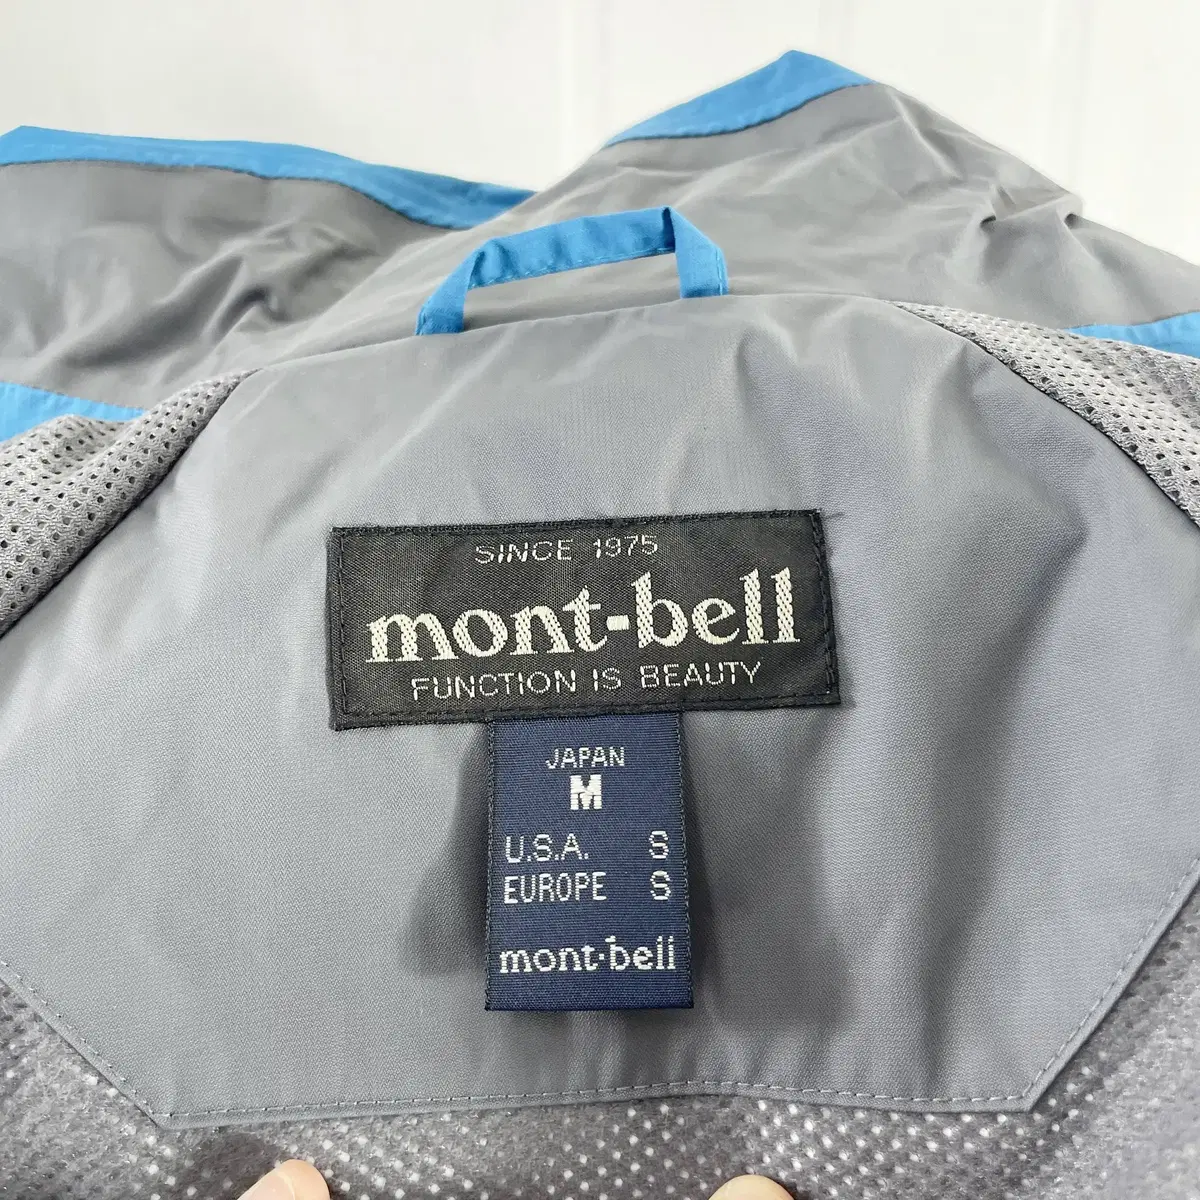 SINCE 1975
mont-bell
FUNCTION IS BEAUTY
JAPAN
M
U.S.A. S
EUROPE S
mont-bell